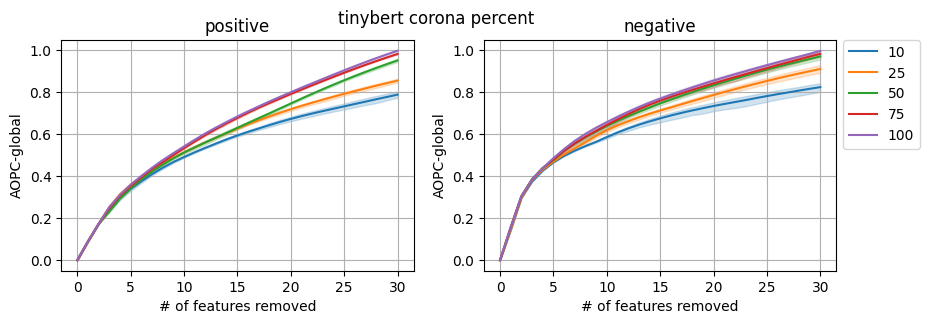 tinybert corona percent
positive
negative
1.0
0.8
0.6
0.4
0.2
0.0
AOPC-global
0 5 10 15 20 25 30
# of features removed
1.0
0.8
0.6
0.4
0.2
0.0
AOPC-global
0 5 10 15 20 25 30
# of features removed
10
25
50
75
100